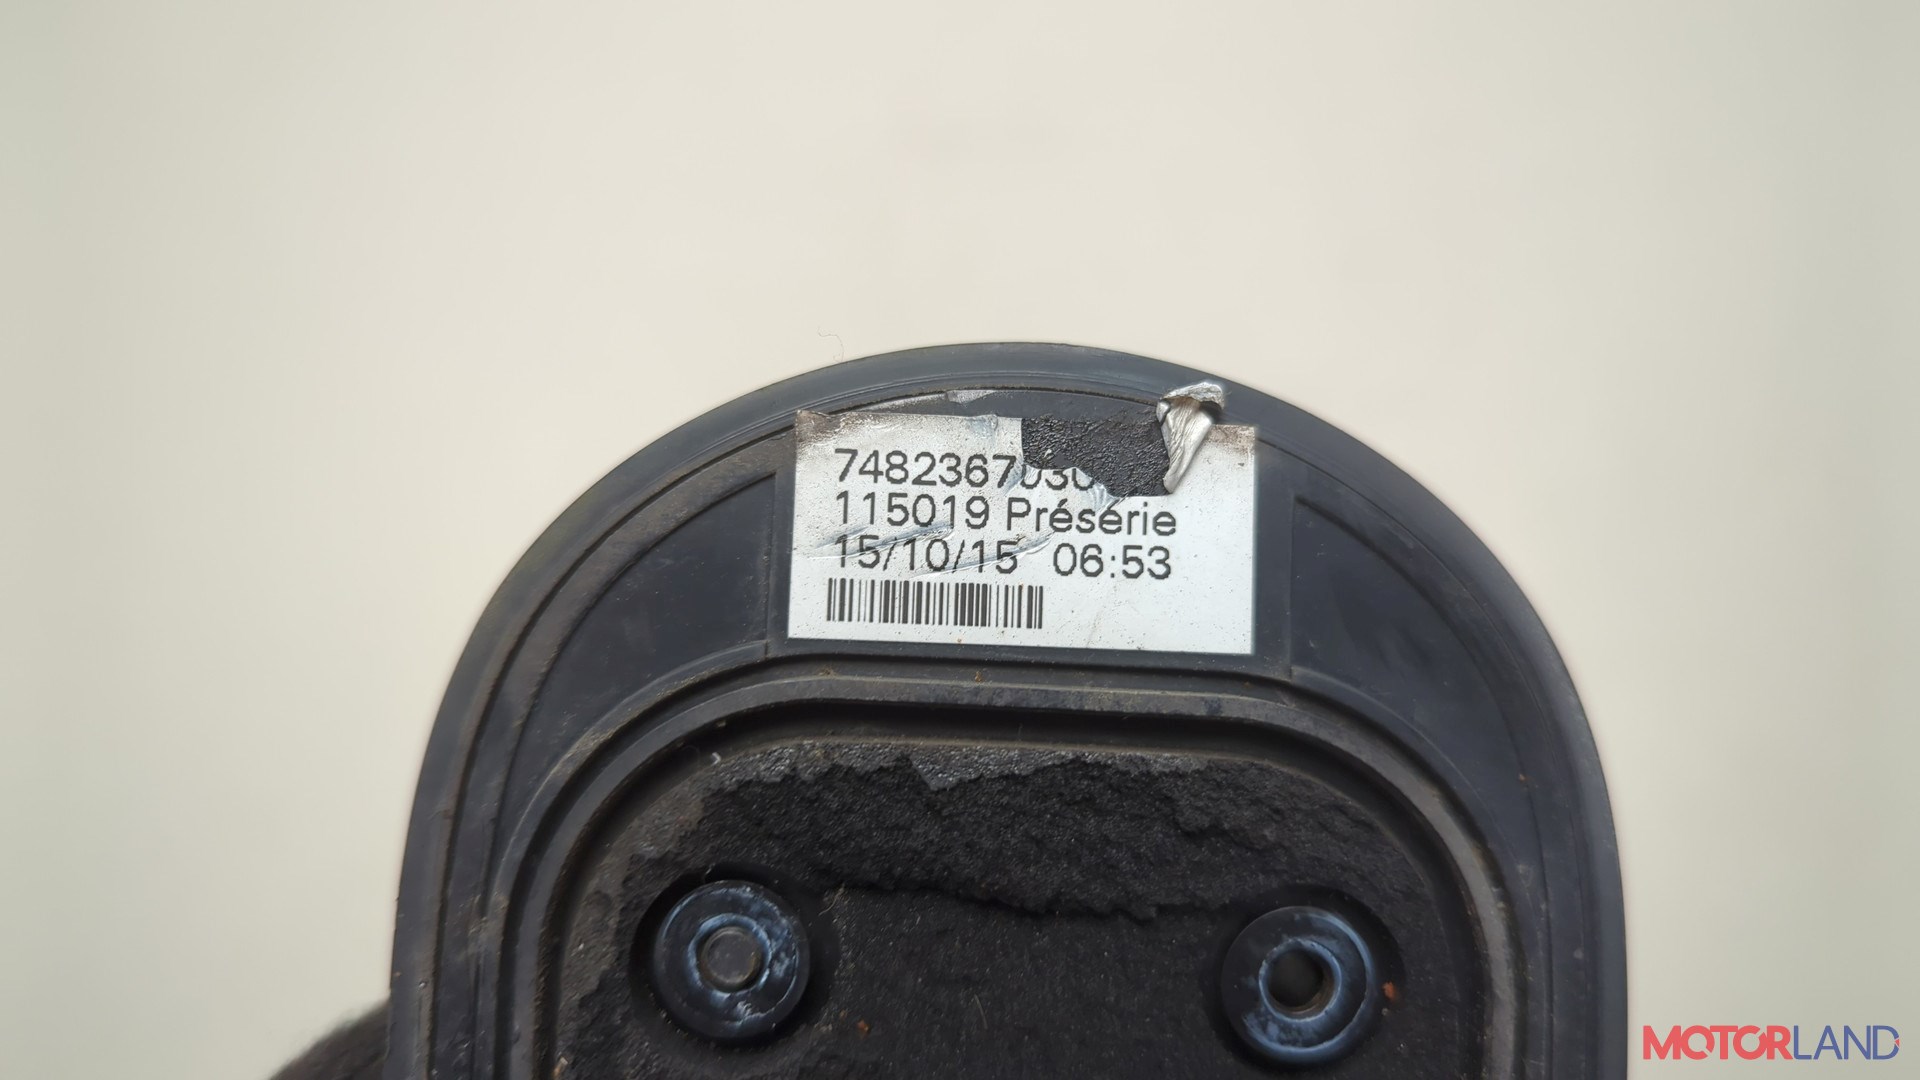 7482367030
115019 Présérie
15/10/15 06:53
MOTORLAND